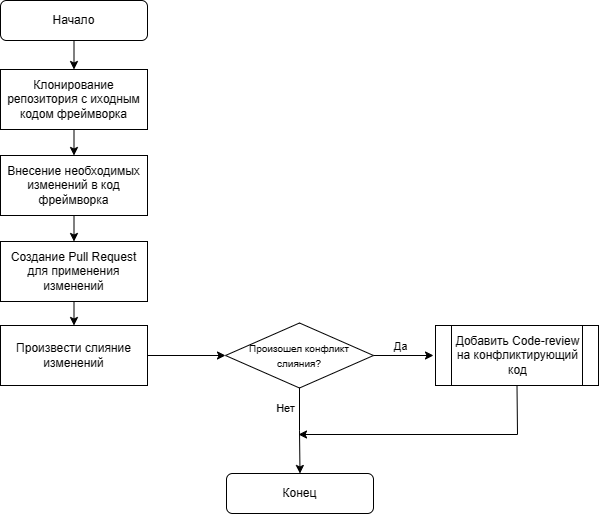 Начало
Клонирование
репозитория с иходным
кодом фреймворка
Внесение необходимых
изменений в код
фреймворка
Создание Pull Request
для применения
изменений
Произвести слияние
изменений
Произошел конфликт
слияния?
Да
Добавить Code-review
на конфликтирующий
код
Нет
Конец